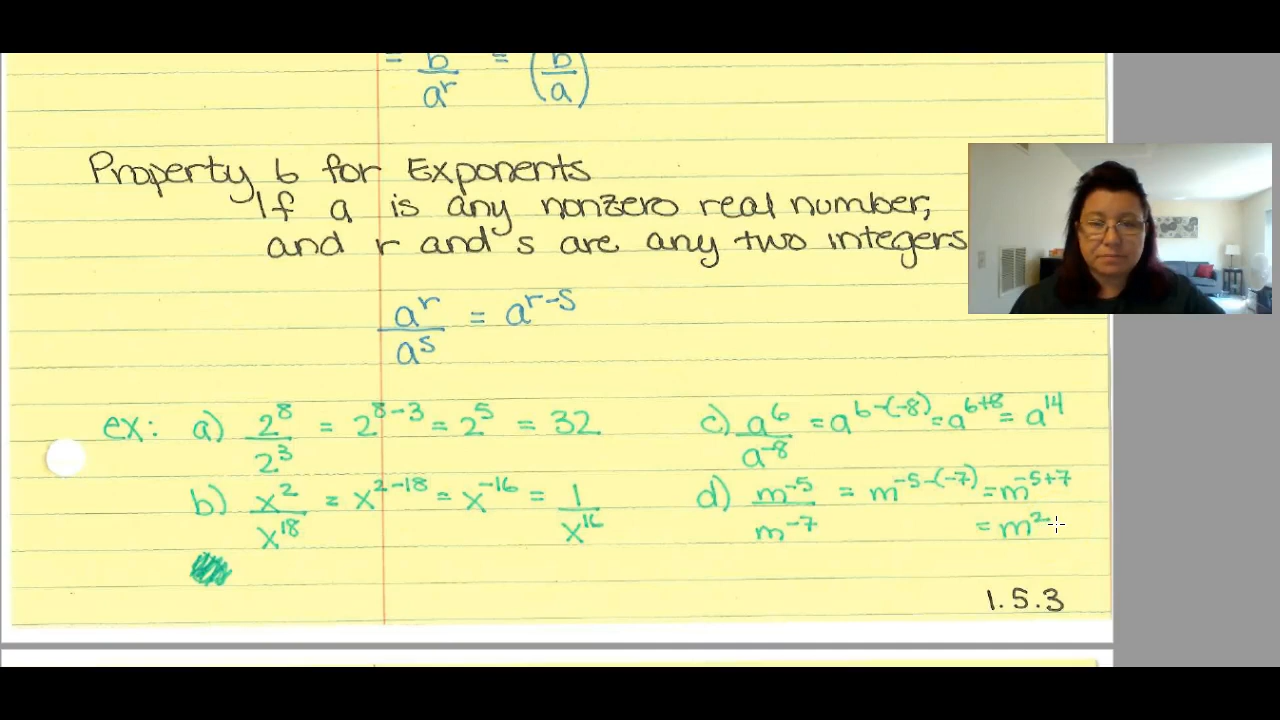 = b/a^r = (b/a)
Property 6 for Exponents
If a is any nonzero real number,
and r and s are any two integers
a^r/a^s = a^(r-s)
ex: a) 2^8/2^3 = 2^(8-3) = 2^5 = 32
b) x^2/x^18 = x^(2-18) = x^(-16) = 1/x^16
c) a^6/a^(-8) = a^(6-(-8)) = a^(6+8) = a^14
d) m^(-5)/m^(-7) = m^(-5-(-7)) = m^(-5+7)
= m^2
1.5.3